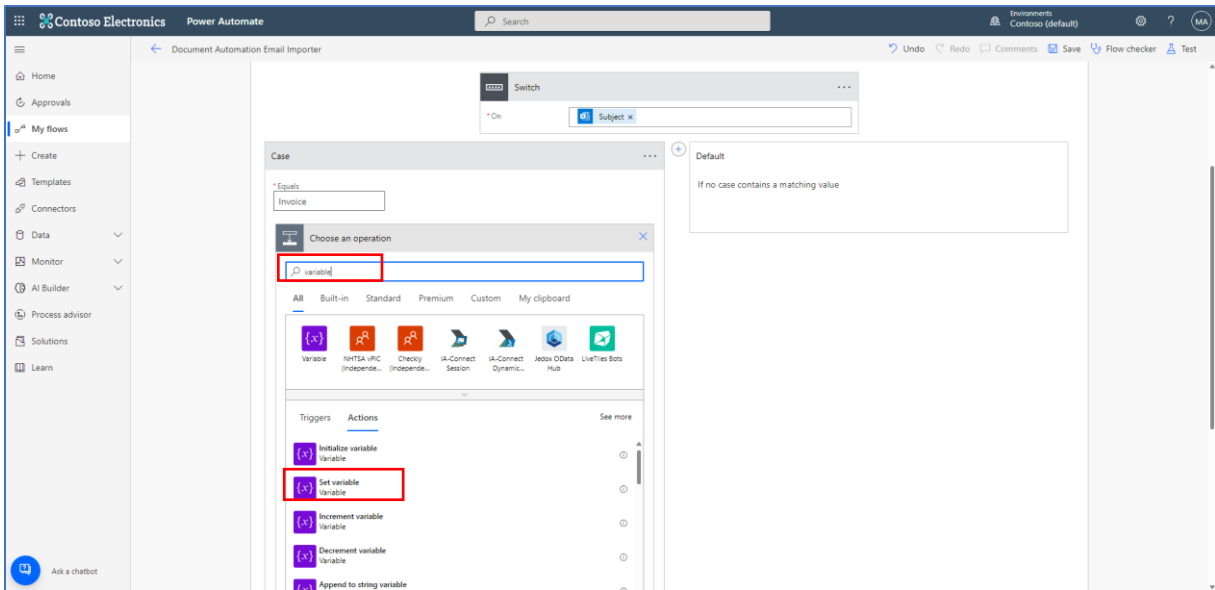 Contoso Electronics Power Automate
Search
Environments
Contoso (default)
?
MA
Document Automation Email Importer
Undo Redo Comments Save Flow checker Test
Home
Approvals
My flows
Create
Templates
Connectors
Data
Monitor
AI Builder
Process advisor
Solutions
Learn
Ask a chatbot
Switch
...
* On
Subject x
Case
...
* Equals
Invoice
Choose an operation
variable
All Built-in Standard Premium Custom My clipboard
{x}
Variable
NHTSA vPIC
(Independe...
Checkly
(Independe...
IA-Connect
Session
IA-Connect
Dynamic...
Jedox OData
Hub
LiveTiles Bots
Triggers Actions See more
{x} Initialize variable
Variable
{x} Set variable
Variable
{x} Increment variable
Variable
{x} Decrement variable
Variable
{x} Append to string variable
Default
If no case contains a matching value